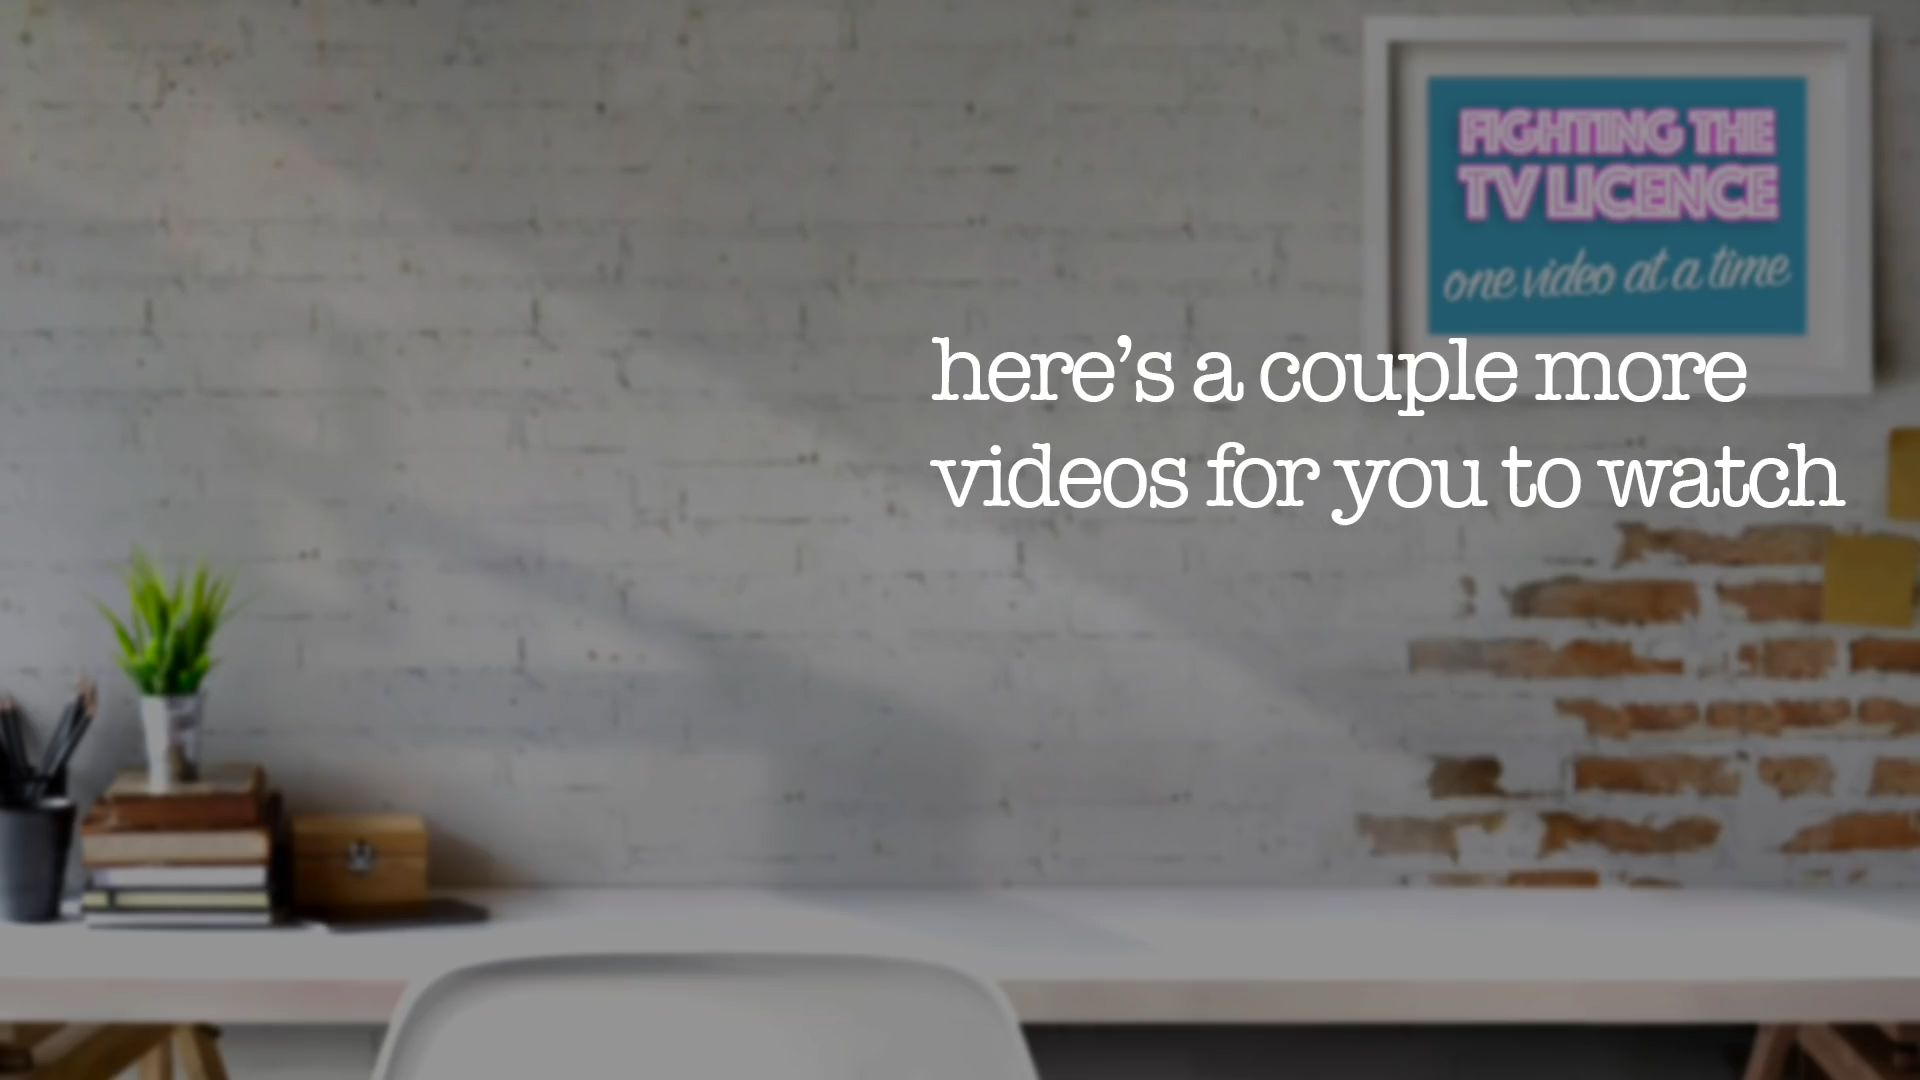 FIGHTING THE
TV LICENCE
one video at a time
here's a couple more
videos for you to watch